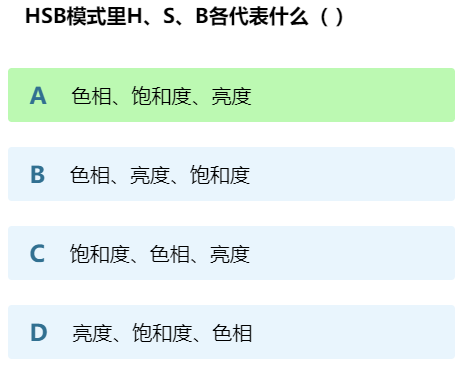 HSB模式里H、S、B各代表什么（ ）
A 色相、饱和度、亮度
B 色相、亮度、饱和度
C 饱和度、色相、亮度
D 亮度、饱和度、色相